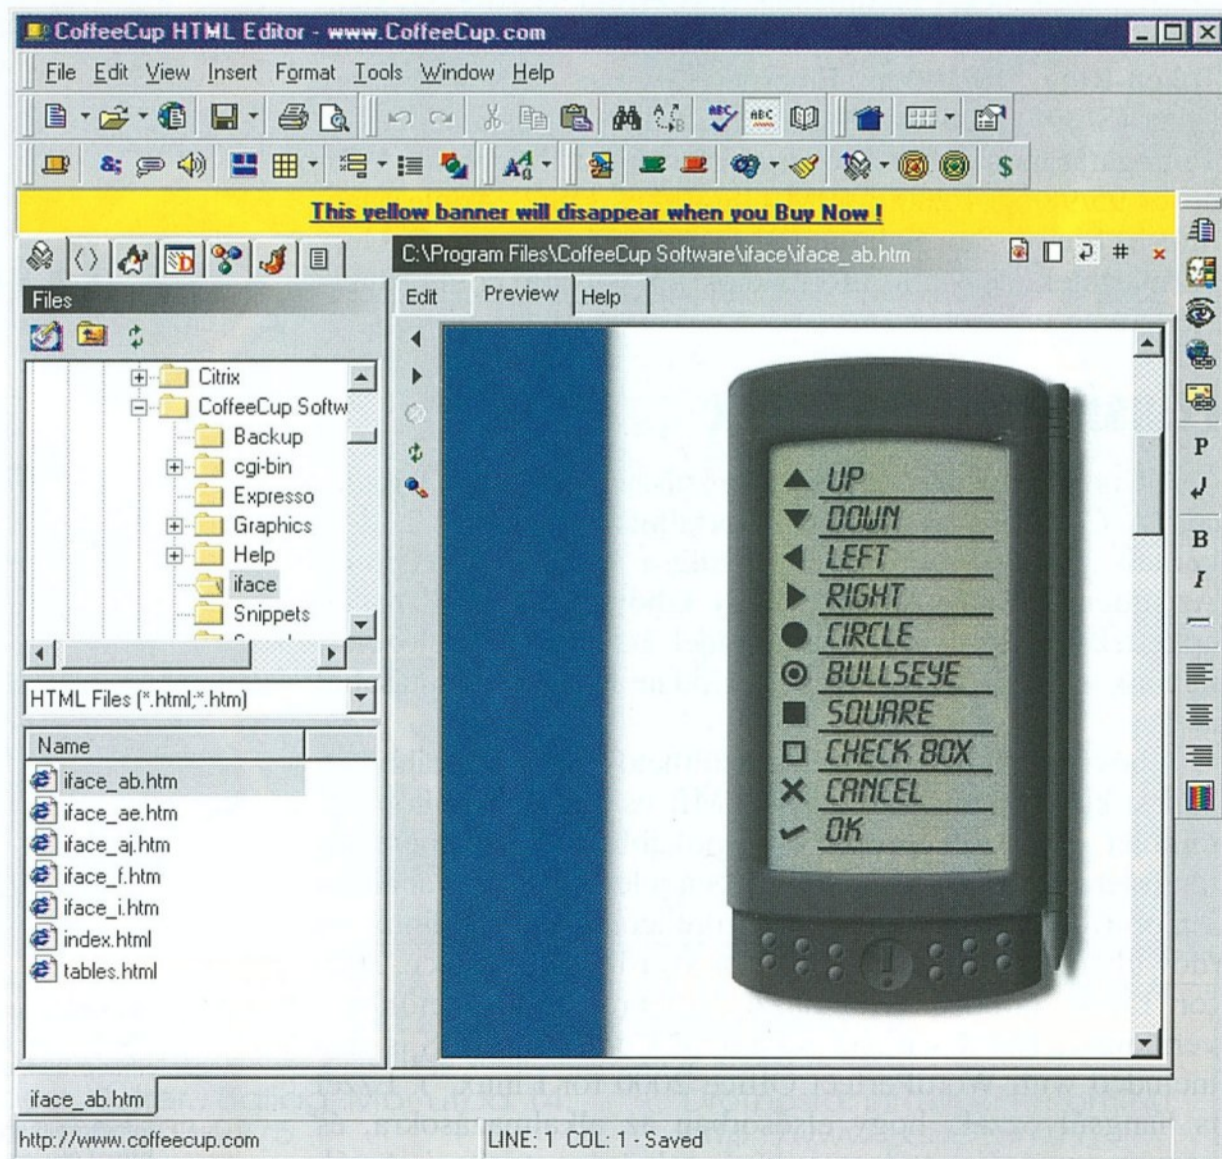 CoffeeCup HTML Editor - www.CoffeeCup.com
File Edit View Insert Format Tools Window Help
This yellow banner will disappear when you Buy Now !
C:\Program Files\CoffeeCup Software\iface\iface_ab.htm
Files
Edit Preview Help
Citrix
CoffeeCup Softw
Backup
cgi-bin
Expresso
Graphics
Help
iface
Snippets
HTML Files (*.html;*.htm)
Name
iface_ab.htm
iface_ae.htm
iface_aj.htm
iface_f.htm
iface_i.htm
index.html
tables.html
UP
DOWN
LEFT
RIGHT
CIRCLE
BULLSEYE
SQUARE
CHECK BOX
CANCEL
OK
P
B
I
iface_ab.htm
http://www.coffeecup.com
LINE: 1 COL: 1 - Saved